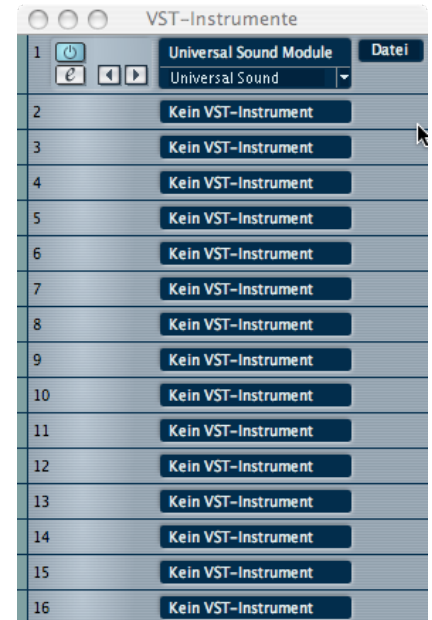 VST-Instrumente
1 Universal Sound Module Datei
e Universal Sound
2 Kein VST-Instrument
3 Kein VST-Instrument
4 Kein VST-Instrument
5 Kein VST-Instrument
6 Kein VST-Instrument
7 Kein VST-Instrument
8 Kein VST-Instrument
9 Kein VST-Instrument
10 Kein VST-Instrument
11 Kein VST-Instrument
12 Kein VST-Instrument
13 Kein VST-Instrument
14 Kein VST-Instrument
15 Kein VST-Instrument
16 Kein VST-Instrument